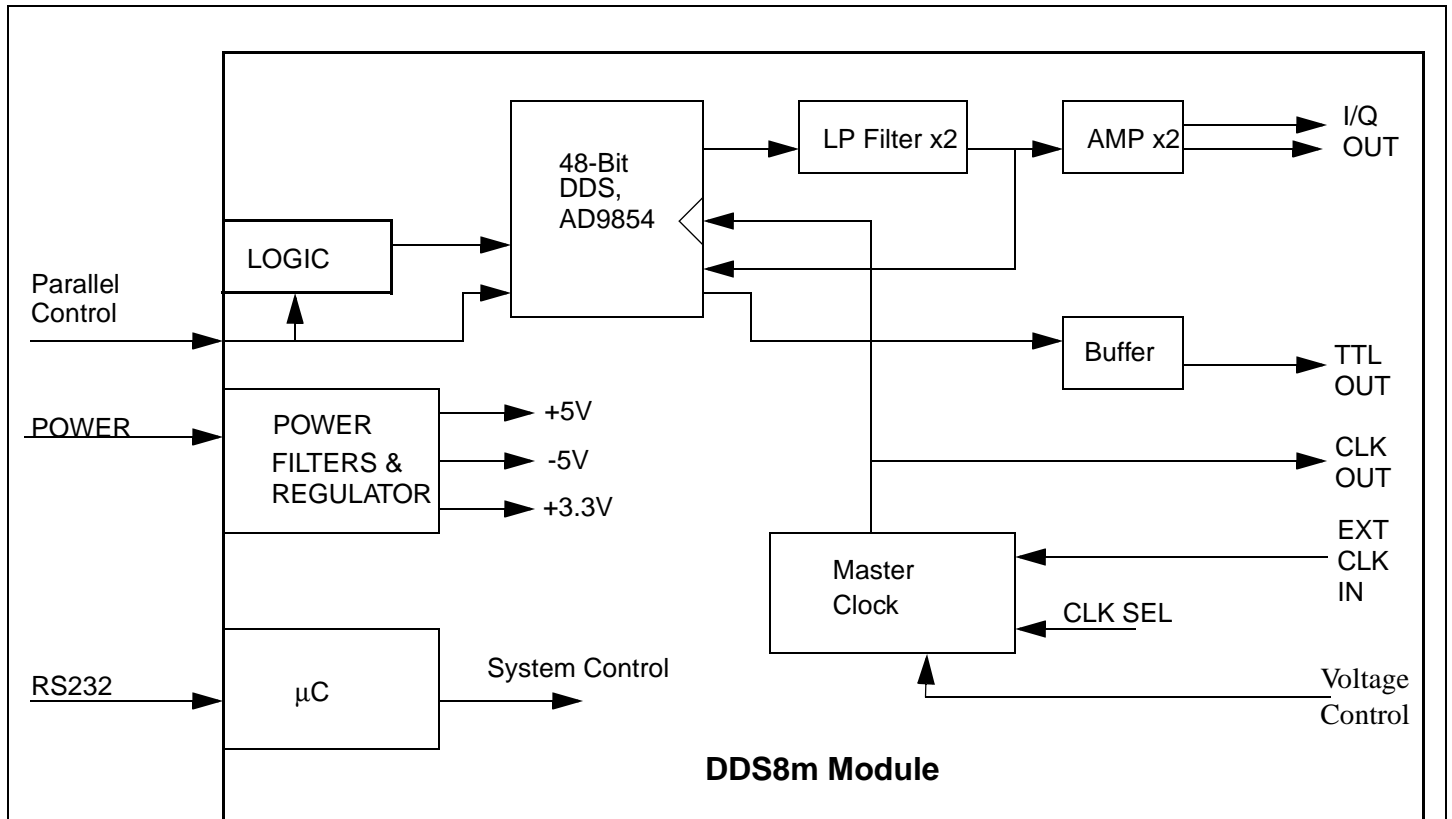 48-Bit
DDS,
AD9854
LP Filter x2
AMP x2
I/Q
OUT
LOGIC
Parallel
Control
Buffer
TTL
OUT
POWER
POWER
FILTERS &
REGULATOR
+5V
-5V
+3.3V
CLK
OUT
Master
Clock
EXT
CLK
IN
CLK SEL
RS232
µC
System Control
Voltage
Control
DDS8m Module